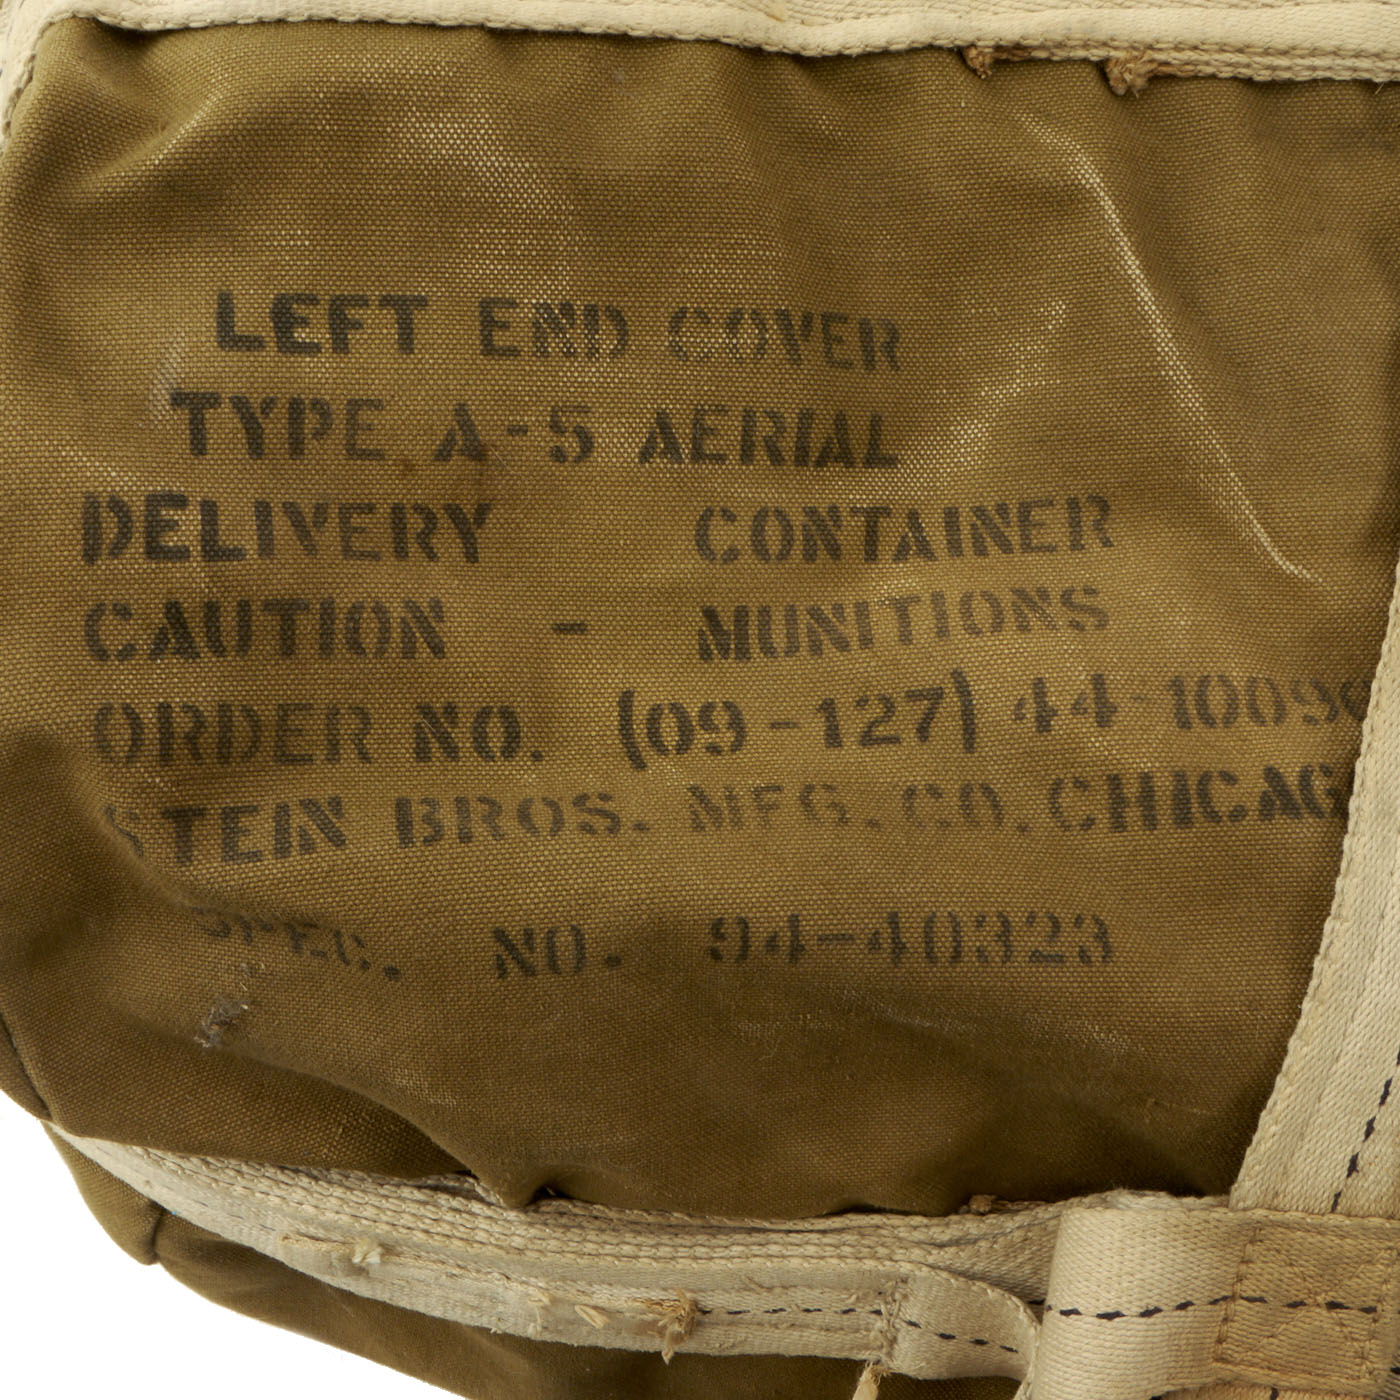 LEFT END COVER
TYPE A-5 AERIAL
DELIVERY CONTAINER
CAUTION - MUNITIONS
ORDER NO. (09-127) 44-1009
STEIN BROS. MFG. CO. CHICAG
SPEC. NO. 94-40323